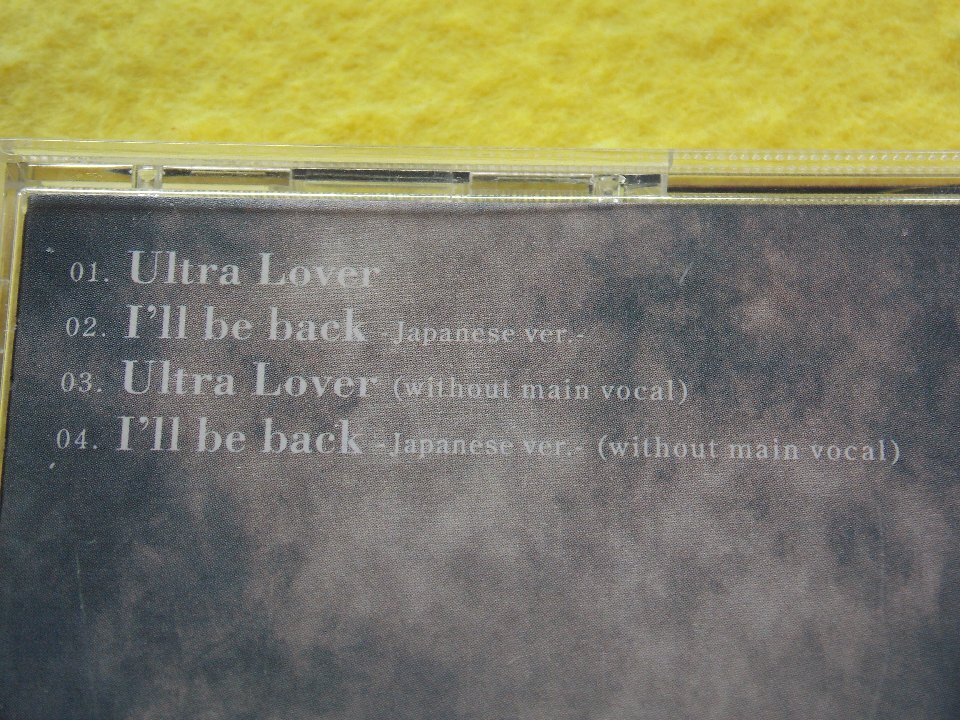 01. Ultra Lover
02. I'll be back -Japanese ver.-
03. Ultra Lover (without main vocal)
04. I'll be back -Japanese ver.- (without main vocal)